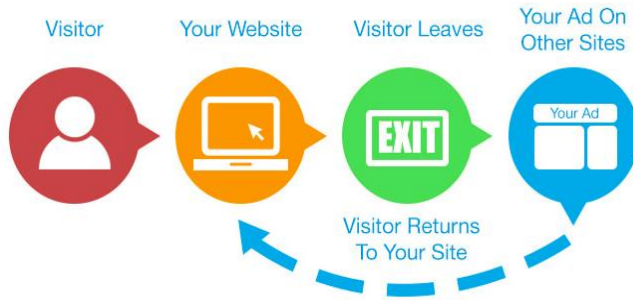 Visitor
Your Website
Visitor Leaves
Your Ad On
Other Sites
Your Ad
EXIT
Visitor Returns
To Your Site